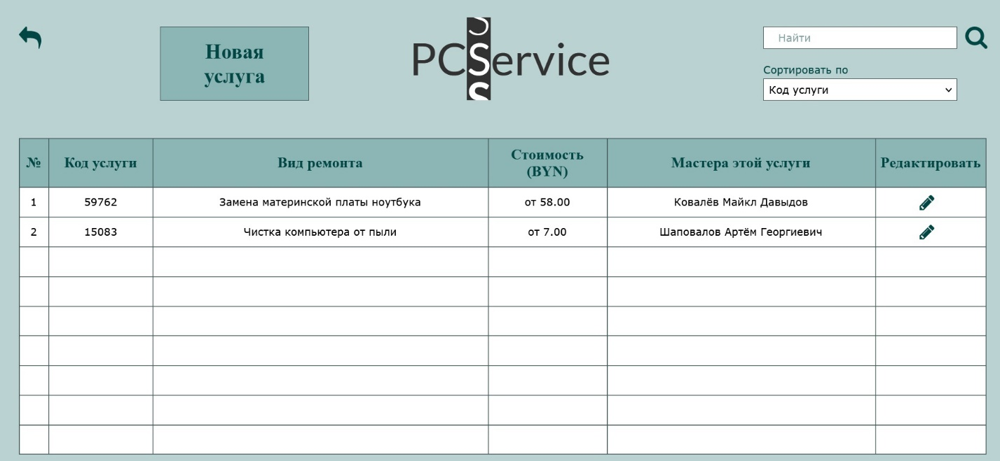 Новая
услуга
PCService
Найти
Сортировать по
Код услуги
№ Код услуги Вид ремонта Стоимость (BYN) Мастера этой услуги Редактировать
1 59762 Замена материнской платы ноутбука от 58.00 Ковалёв Майкл Давыдов
2 15083 Чистка компьютера от пыли от 7.00 Шаповалов Артём Георгиевич